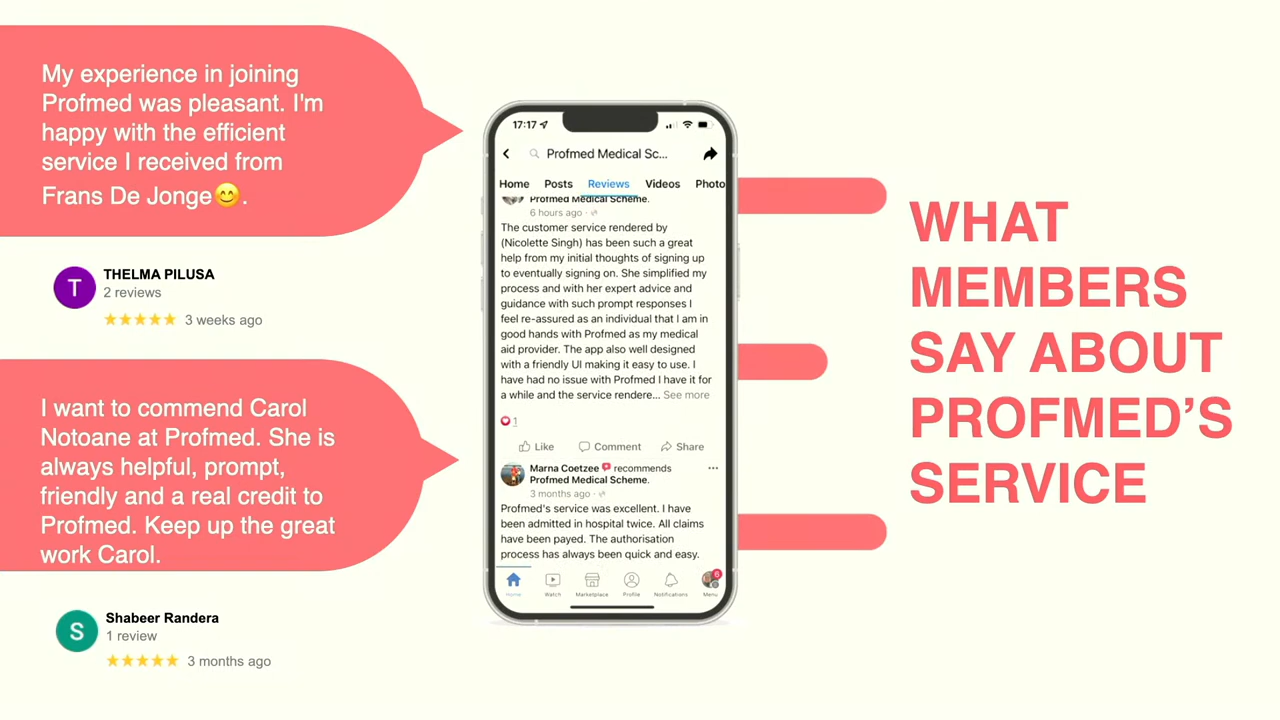 My experience in joining
Profmed was pleasant. I'm
happy with the efficient
service I received from
Frans De Jonge😊.
T
THELMA PILUSA
2 reviews
★★★★★ 3 weeks ago
I want to commend Carol
Notoane at Profmed. She is
always helpful, prompt,
friendly and a real credit to
Profmed. Keep up the great
work Carol.
S
Shabeer Randera
1 review
★★★★★ 3 months ago
17:17
Profmed Medical Sc...
Home Posts Reviews Videos Photo
Profmed Medical Scheme.
6 hours ago ·
The customer service rendered by
(Nicolette Singh) has been such a great
help from my initial thoughts of signing up
to eventually signing on. She simplified my
process and with her expert advice and
guidance with such prompt responses I
feel re-assured as an individual that I am in
good hands with Profmed as my medical
aid provider. The app also well designed
with a friendly UI making it easy to use. I
have had no issue with Profmed I have it for
a while and the service rendere... See more
1
Like Comment Share
Marna Coetzee recommends
Profmed Medical Scheme.
3 months ago ·
Profmed's service was excellent. I have
been admitted in hospital twice. All claims
have been payed. The authorisation
process has always been quick and easy.
Home Watch Marketplace Profile Notifications Menu
WHAT
MEMBERS
SAY ABOUT
PROFMED’S
SERVICE